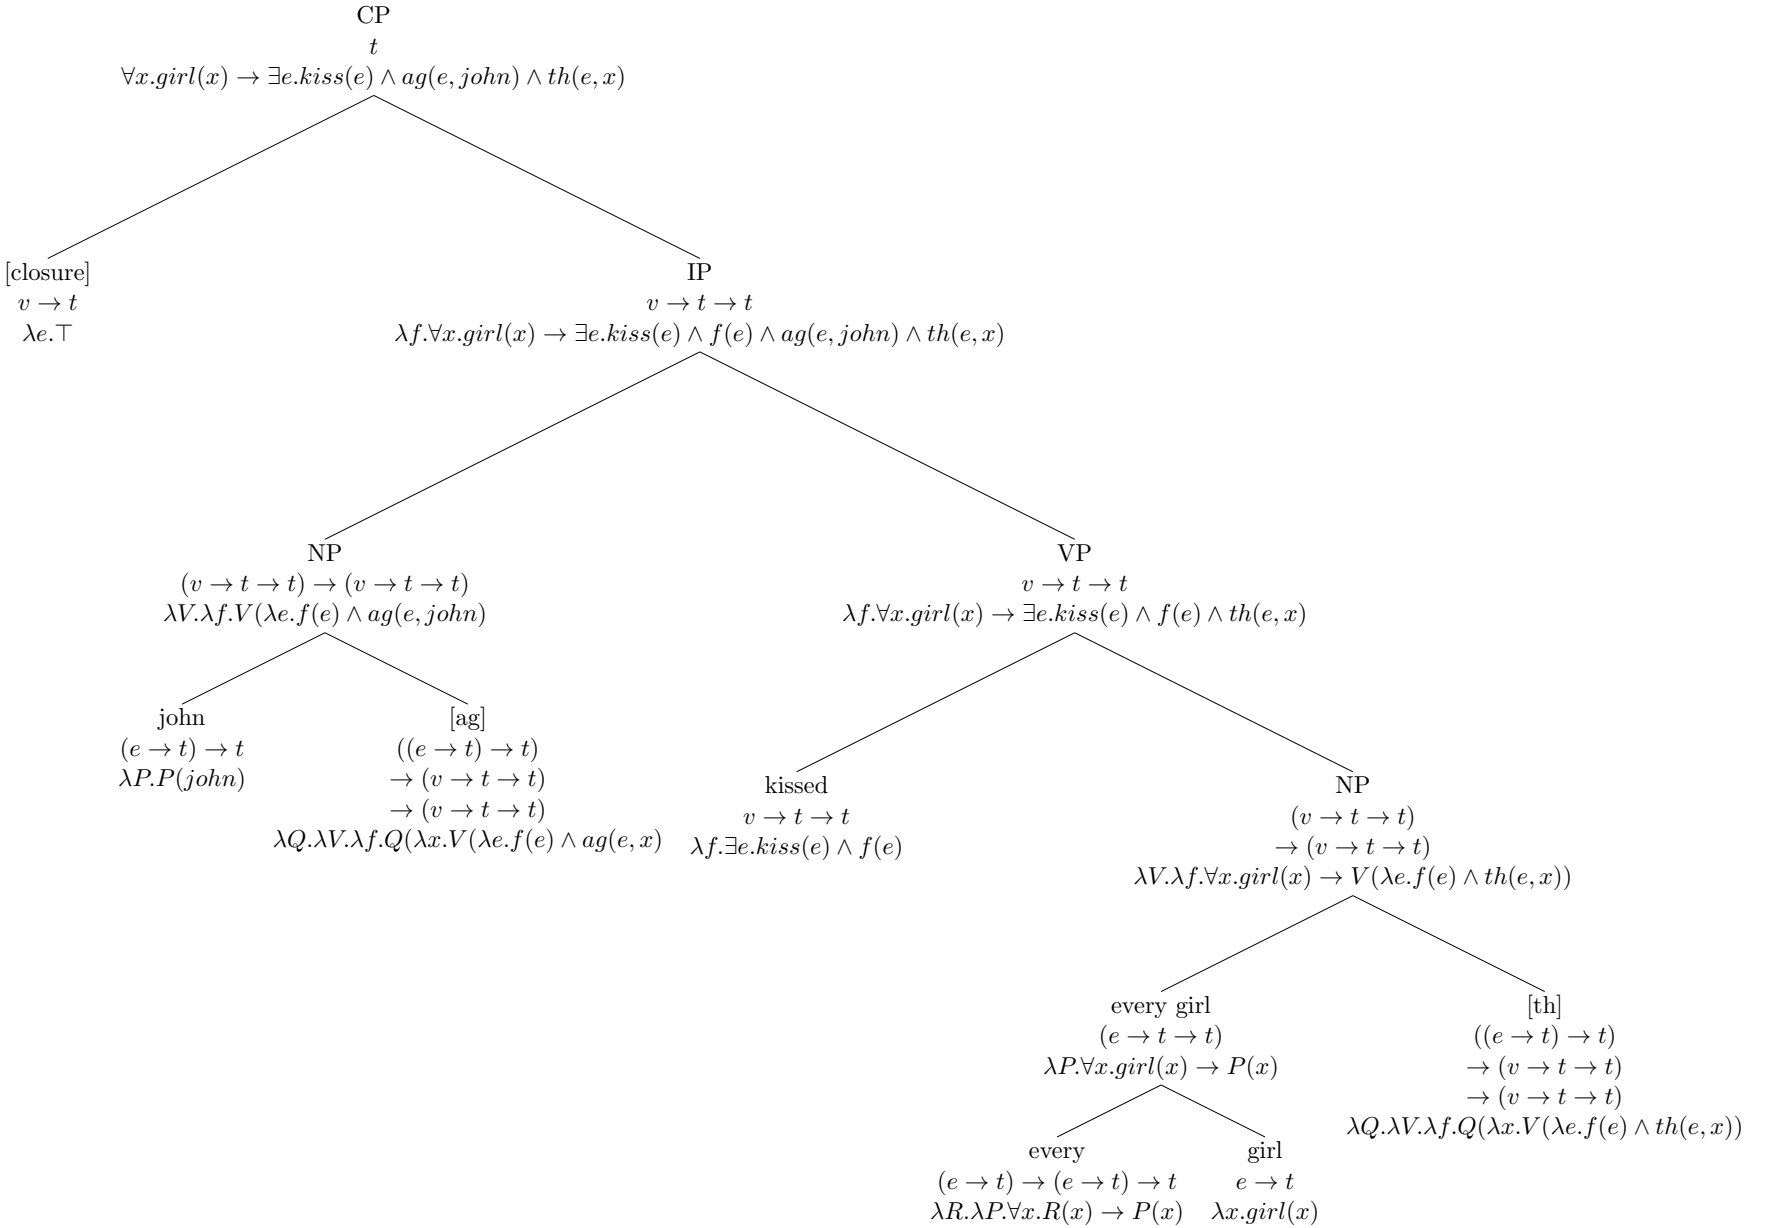 CP
t
∀x.girl(x) → ∃e.kiss(e) ∧ ag(e, john) ∧ th(e, x)
[closure]
v → t
λe.⊤
IP
v → t → t
λf.∀x.girl(x) → ∃e.kiss(e) ∧ f(e) ∧ ag(e, john) ∧ th(e, x)
NP
(v → t → t) → (v → t → t)
λV.λf.V(λe.f(e) ∧ ag(e, john)
VP
v → t → t
λf.∀x.girl(x) → ∃e.kiss(e) ∧ f(e) ∧ th(e, x)
john
(e → t) → t
λP.P(john)
[ag]
((e → t) → t)
→ (v → t → t)
→ (v → t → t)
λQ.λV.λf.Q(λx.V(λe.f(e) ∧ ag(e, x)
kissed
v → t → t
λf.∃e.kiss(e) ∧ f(e)
NP
(v → t → t)
→ (v → t → t)
λV.λf.∀x.girl(x) → V(λe.f(e) ∧ th(e, x))
every girl
(e → t → t)
λP.∀x.girl(x) → P(x)
[th]
((e → t) → t)
→ (v → t → t)
→ (v → t → t)
λQ.λV.λf.Q(λx.V(λe.f(e) ∧ th(e, x))
every
(e → t) → (e → t) → t
λR.λP.∀x.R(x) → P(x)
girl
e → t
λx.girl(x)